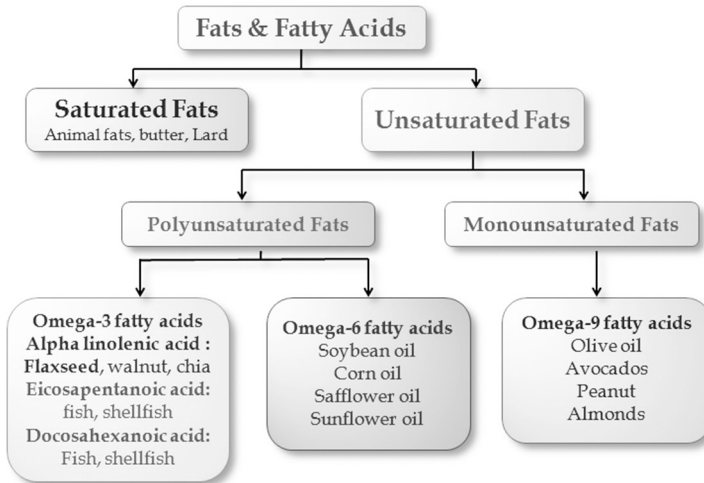 Fats & Fatty Acids
Saturated Fats
Animal fats, butter, Lard
Unsaturated Fats
Polyunsaturated Fats
Monounsaturated Fats
Omega-3 fatty acids
Alpha linolenic acid :
Flaxseed, walnut, chia
Eicosapentanoic acid:
fish, shellfish
Docosahexanoic acid:
Fish, shellfish
Omega-6 fatty acids
Soybean oil
Corn oil
Safflower oil
Sunflower oil
Omega-9 fatty acids
Olive oil
Avocados
Peanut
Almonds